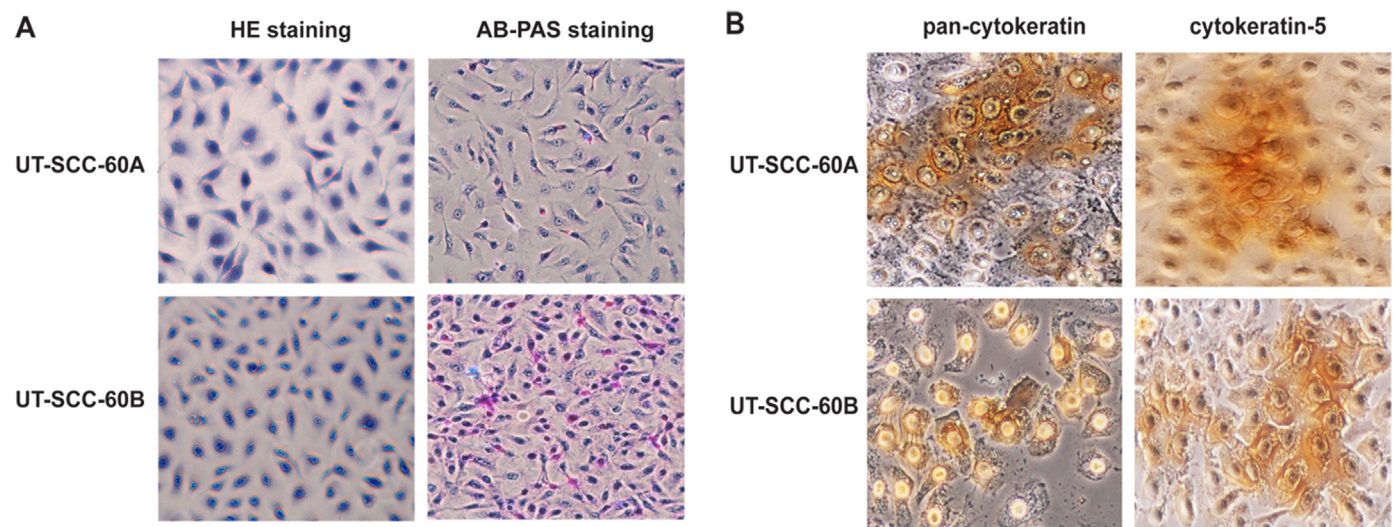 A
HE staining
AB-PAS staining
UT-SCC-60A
UT-SCC-60B
B
pan-cytokeratin
cytokeratin-5
UT-SCC-60A
UT-SCC-60B